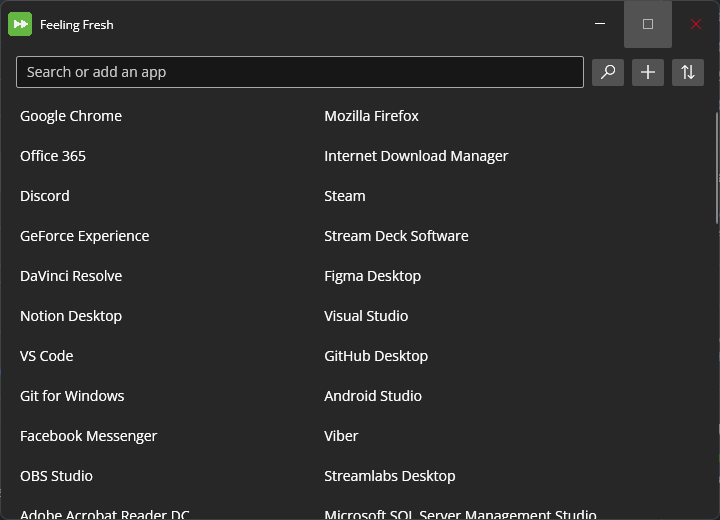 Feeling Fresh
Search or add an app
Google Chrome Mozilla Firefox
Office 365 Internet Download Manager
Discord Steam
GeForce Experience Stream Deck Software
DaVinci Resolve Figma Desktop
Notion Desktop Visual Studio
VS Code GitHub Desktop
Git for Windows Android Studio
Facebook Messenger Viber
OBS Studio Streamlabs Desktop
Adobe Acrobat Reader DC Microsoft SQL Server Management Studio